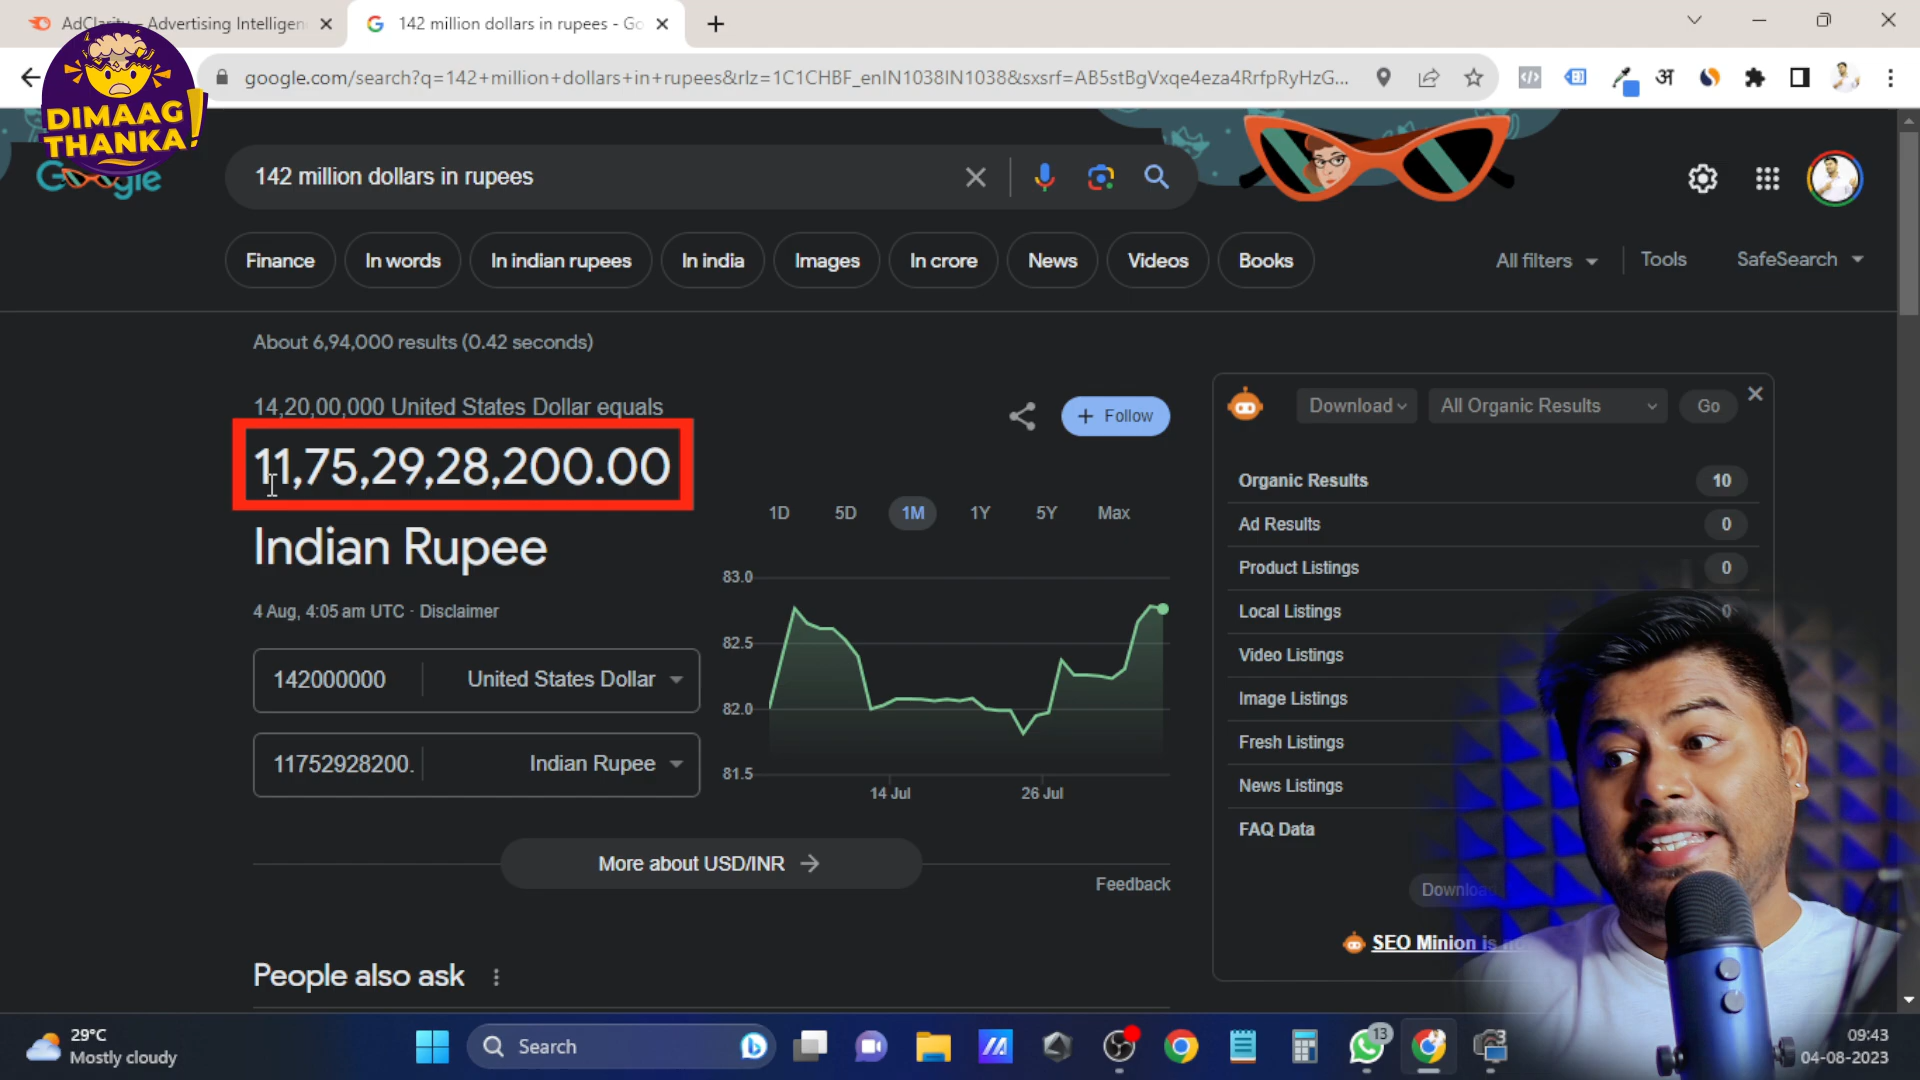 AdClarity – Advertising Intelligen
142 million dollars in rupees - Go
google.com/search?q=142+million+dollars+in+rupees&rlz=1C1CHBF_enIN1038IN1038&sxsrf=AB5stBgVxqe4eza4RrfpRyHzG...
अ
DIMAAG
THANKA!
Google
142 million dollars in rupees
Finance
In words
In indian rupees
In india
Images
In crore
News
Videos
Books
All filters
Tools
SafeSearch
About 6,94,000 results (0.42 seconds)
14,20,00,000 United States Dollar equals
11,75,29,28,200.00
Indian Rupee
4 Aug, 4:05 am UTC · Disclaimer
142000000 United States Dollar
11752928200. Indian Rupee
+ Follow
1D 5D 1M 1Y 5Y Max
83.0
82.5
82.0
81.5
14 Jul 26 Jul
More about USD/INR
Feedback
People also ask
Download All Organic Results Go
Organic Results 10
Ad Results 0
Product Listings 0
Local Listings 0
Video Listings
Image Listings
Fresh Listings
News Listings
FAQ Data
Download
SEO Minion is
29°C
Mostly cloudy
Search
13
3
09:43
04-08-2023